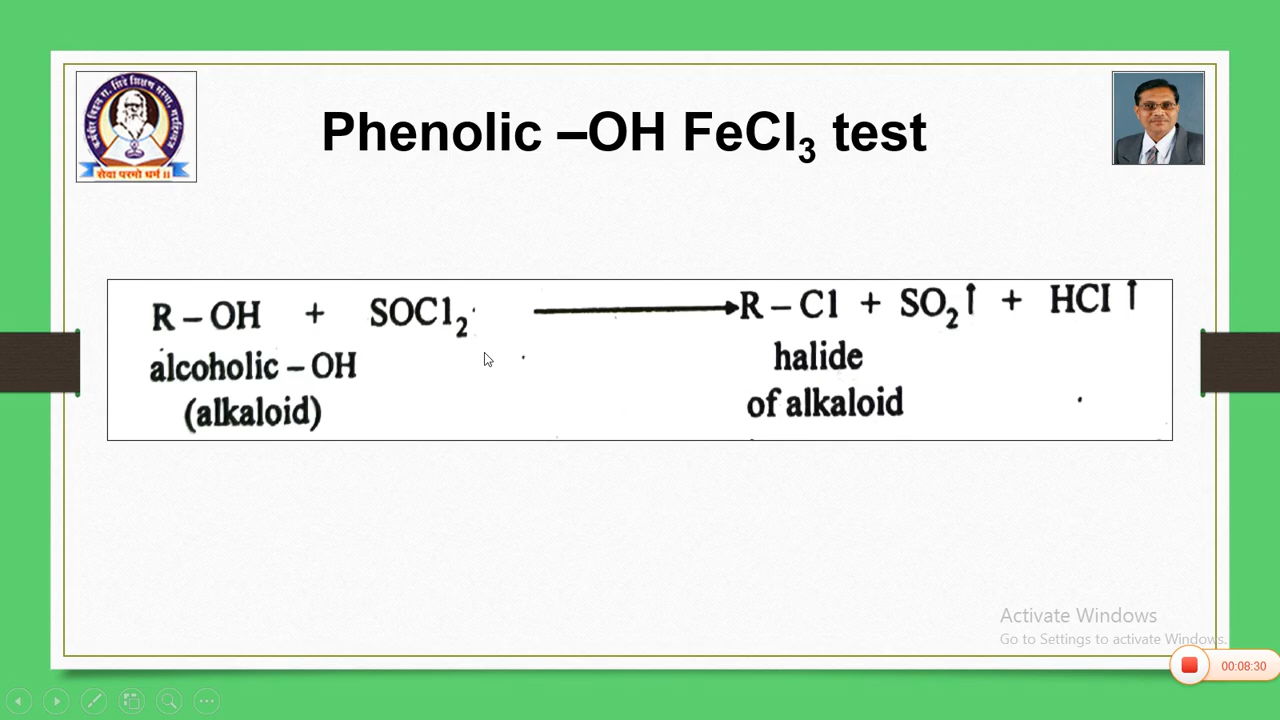 Phenolic –OH FeCl₃ test
सेवा परमो धर्म ॥
R – OH + SOCl₂ → R – Cl + SO₂ ↑ + HCl ↑
alcoholic – OH halide
(alkaloid) of alkaloid
Activate Windows
Go to Settings to activate Windows.
00:08:30